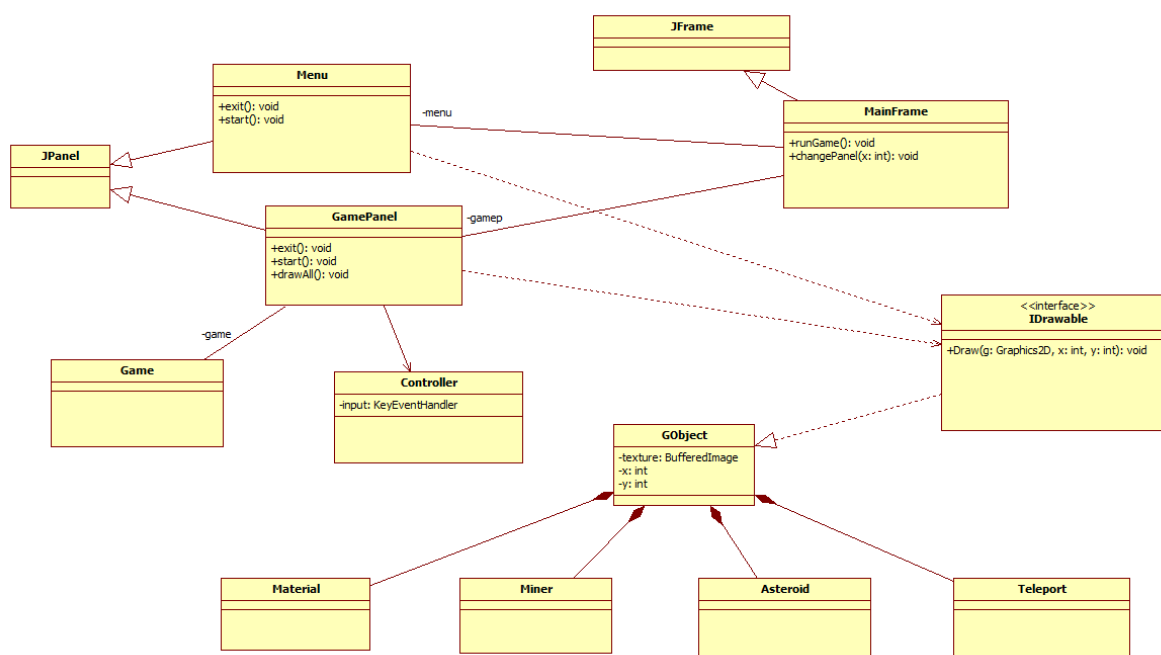 JFrame
Menu
+exit(): void
+start(): void
-menu
MainFrame
+runGame(): void
+changePanel(x: int): void
JPanel
GamePanel
+exit(): void
+start(): void
+drawAll(): void
-gamep
-game
<<interface>>
IDrawable
+Draw(g: Graphics2D, x: int, y: int): void
Game
Controller
-input: KeyEventHandler
GObject
-texture: BufferedImage
-x: int
-y: int
Material
Miner
Asteroid
Teleport